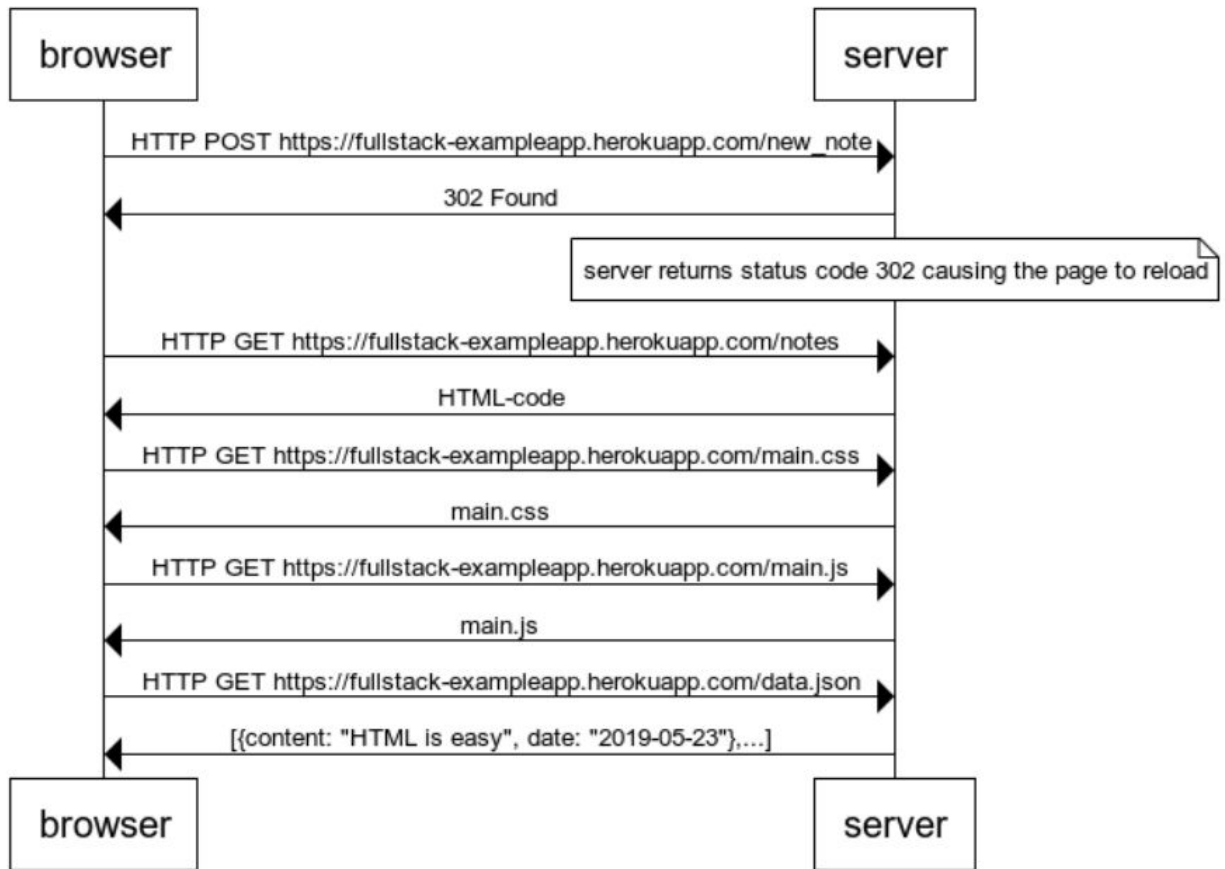 browser server
HTTP POST https://fullstack-exampleapp.herokuapp.com/new_note
302 Found
server returns status code 302 causing the page to reload
HTTP GET https://fullstack-exampleapp.herokuapp.com/notes
HTML-code
HTTP GET https://fullstack-exampleapp.herokuapp.com/main.css
main.css
HTTP GET https://fullstack-exampleapp.herokuapp.com/main.js
main.js
HTTP GET https://fullstack-exampleapp.herokuapp.com/data.json
[{content: "HTML is easy", date: "2019-05-23"},...]
browser server